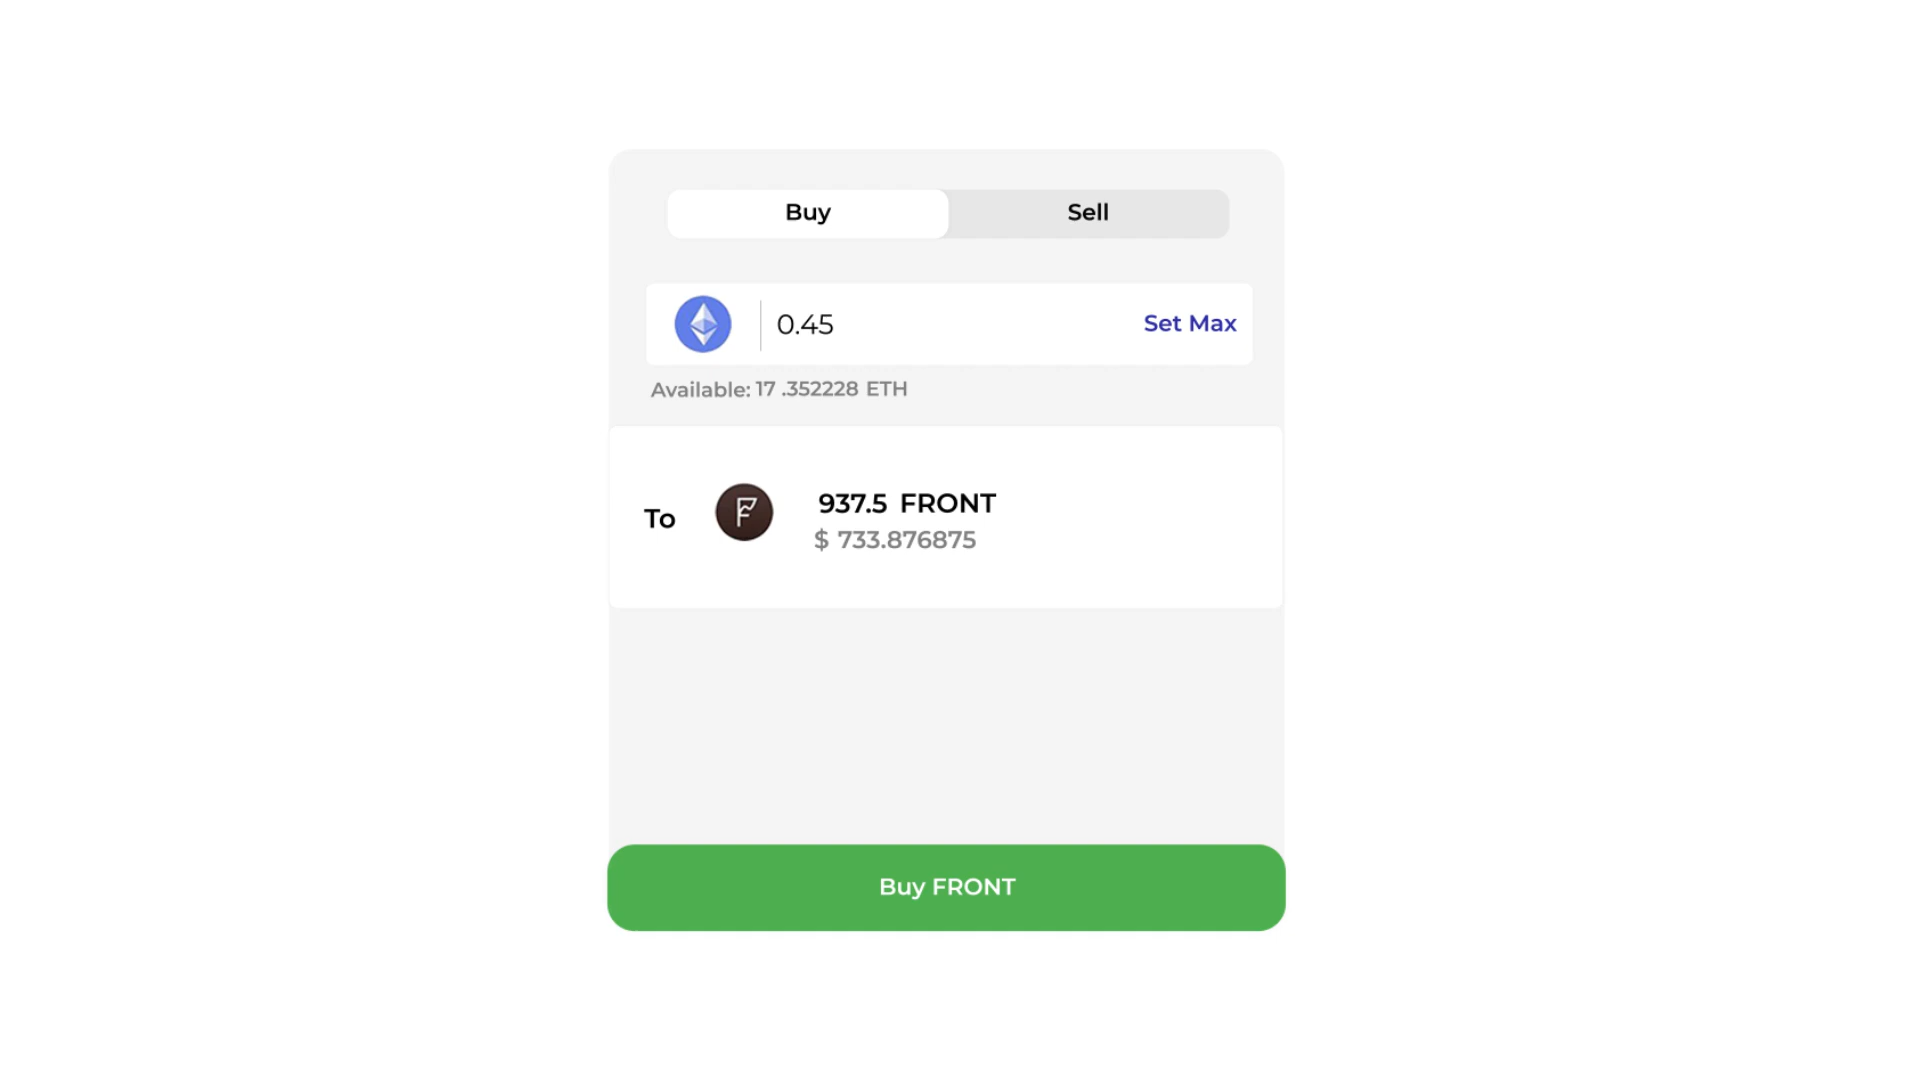 Buy Sell
0.45 Set Max
Available: 17 .352228 ETH
To
937.5 FRONT
$ 733.876875
Buy FRONT